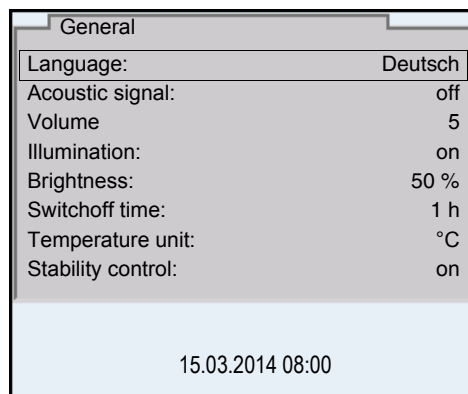 General
Language: Deutsch
Acoustic signal: off
Volume 5
Illumination: on
Brightness: 50 %
Switchoff time: 1 h
Temperature unit: °C
Stability control: on
15.03.2014 08:00